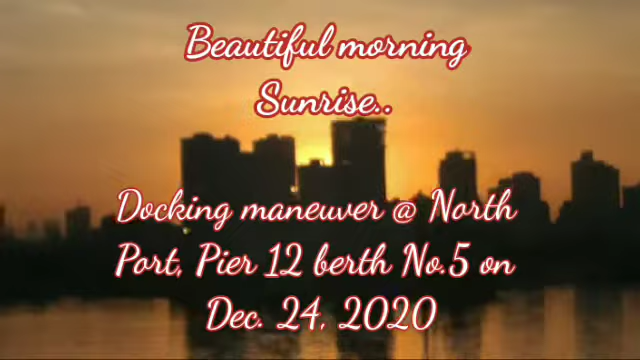 Beautiful morning
Sunrise..
Docking maneuver @ North
Port, Pier 12 berth No.5 on
Dec. 24, 2020